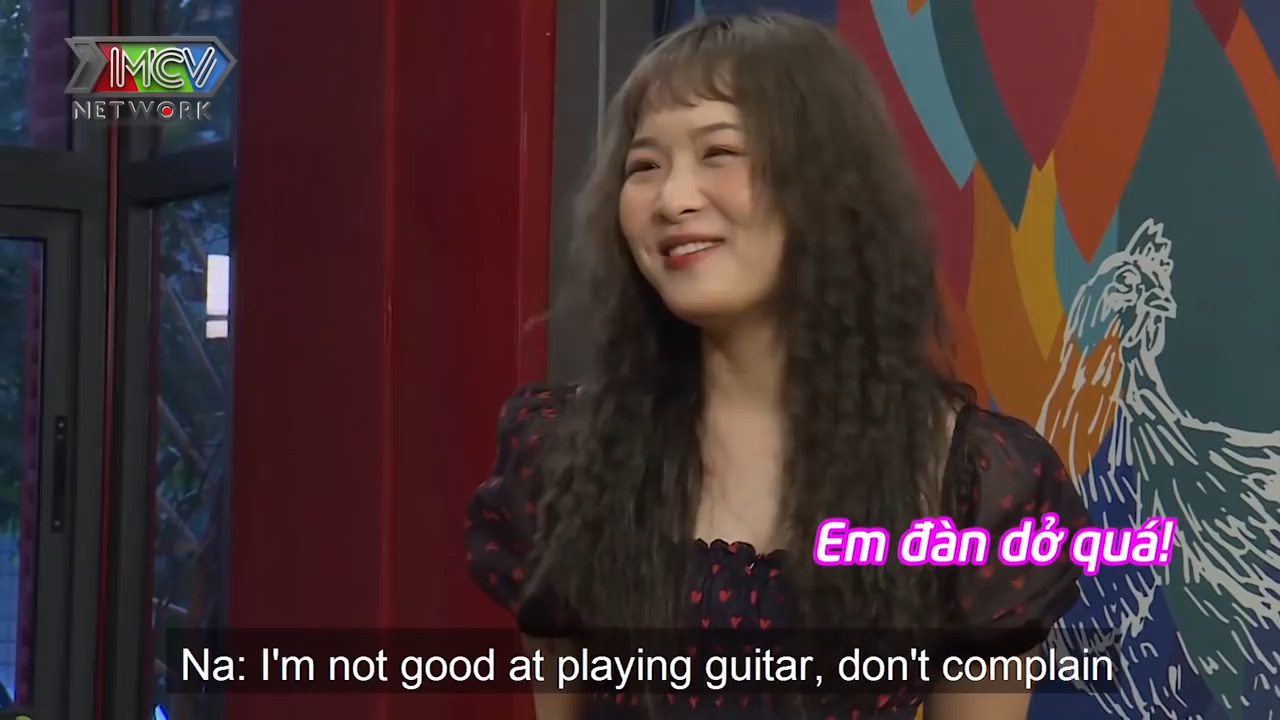 MCV
NETWORK
Em đàn dở quá!
Na: I'm not good at playing guitar, don't complain